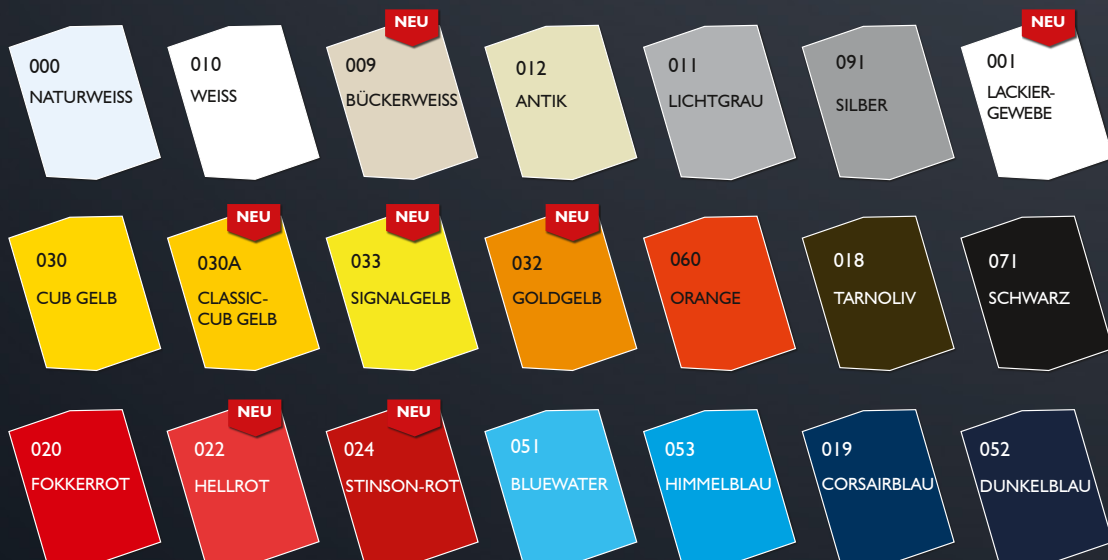 NEU
NEU
000
NATURWEISS
010
WEISS
009
BÜCKERWEISS
012
ANTIK
011
LICHTGRAU
091
SILBER
001
LACKIER-
GEWEBE
NEU
NEU
NEU
030
CUB GELB
030A
CLASSIC-
CUB GELB
033
SIGNALGELB
032
GOLDGELB
060
ORANGE
018
TARNOLIV
071
SCHWARZ
NEU
NEU
020
FOKKERROT
022
HELLROT
024
STINSON-ROT
051
BLUEWATER
053
HIMMELBLAU
019
CORSAIRBLAU
052
DUNKELBLAU